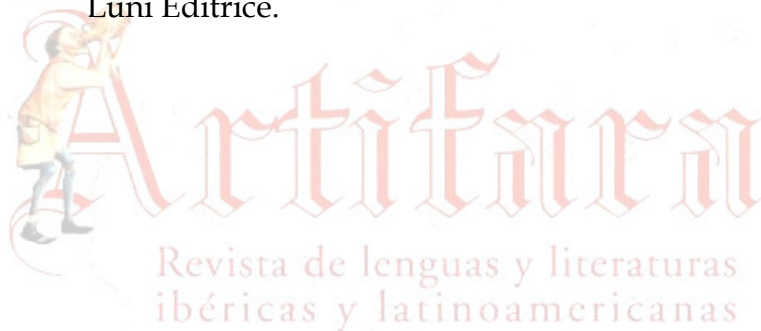 Luni Editrice.
Artifara
Revista de lenguas y literaturas
ibéricas y latinoamericanas